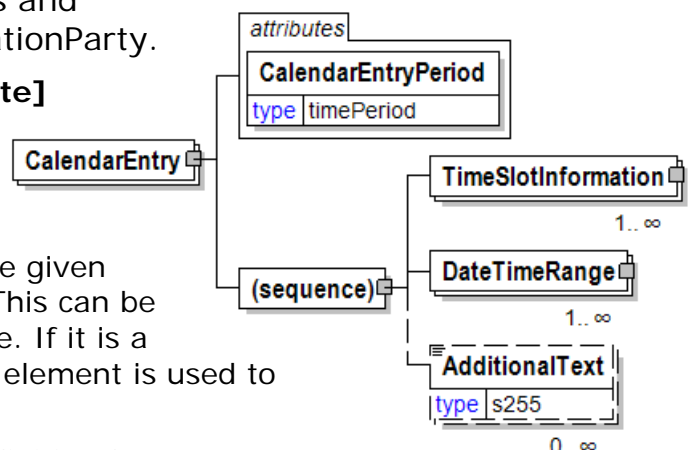 s and
ationParty.
te]
attributes
CalendarEntryPeriod
type timePeriod
CalendarEntry
TimeSlotInformation
1.. ∞
e given
This can be
e. If it is a
element is used to
(sequence)
DateTimeRange
1.. ∞
AdditionalText
type s255
0.. ∞